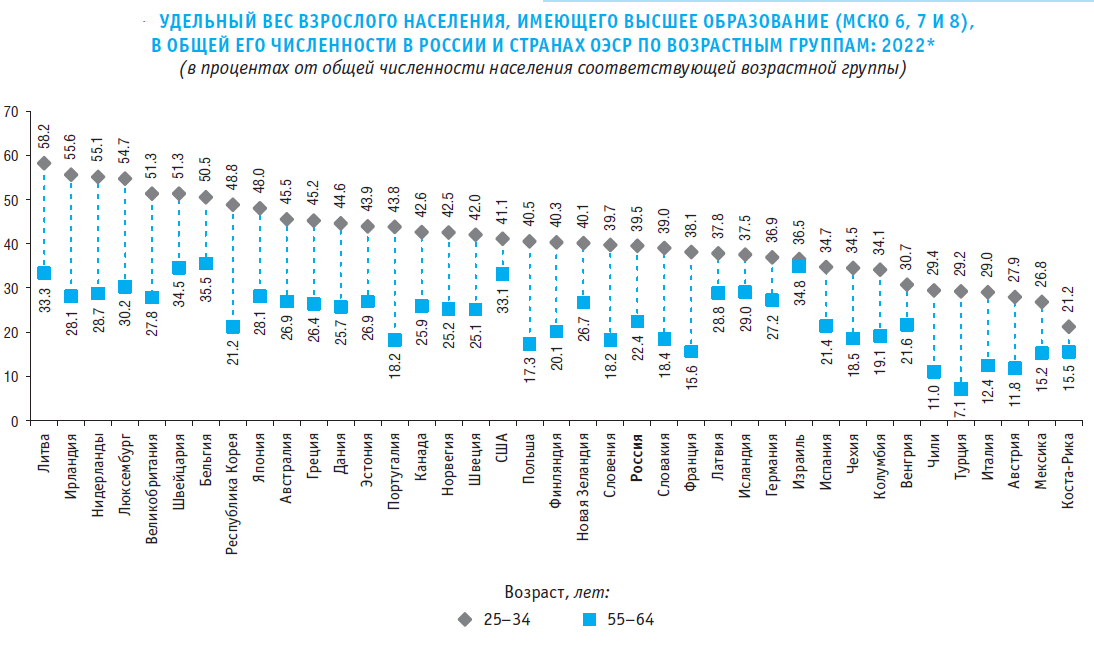 УДЕЛЬНЫЙ ВЕС ВЗРОСЛОГО НАСЕЛЕНИЯ, ИМЕЮЩЕГО ВЫСШЕЕ ОБРАЗОВАНИЕ (МСКО 6, 7 И 8),
В ОБЩЕЙ ЕГО ЧИСЛЕННОСТИ В РОССИИ И СТРАНАХ ОЭСР ПО ВОЗРАСТНЫМ ГРУППАМ: 2022*
(в процентах от общей численности населения соответствующей возрастной группы)
70
60
50
40
30
20
10
0
58.2
55.6
55.1
54.7
51.3
51.3
50.5
48.8
48.0
45.5
45.2
44.6
43.9
43.8
42.6
42.5
42.0
41.1
40.5
40.3
40.1
39.7
39.5
39.0
38.1
37.8
37.5
36.9
36.5
34.7
34.5
34.1
30.7
29.4
29.2
29.0
27.9
26.8
21.2
33.3
28.1
28.7
30.2
27.8
34.5
35.5
21.2
28.1
26.9
26.4
25.7
26.9
18.2
25.9
25.2
25.1
33.1
17.3
20.1
26.7
18.2
22.4
18.4
15.6
28.8
29.0
27.2
34.8
21.4
18.5
19.1
21.6
11.0
7.1
12.4
11.8
15.2
15.5
Литва
Ирландия
Нидерланды
Люксембург
Великобритания
Швейцария
Бельгия
Республика Корея
Япония
Австралия
Греция
Дания
Эстония
Португалия
Канада
Норвегия
Швеция
США
Польша
Финляндия
Новая Зеландия
Словения
Россия
Словакия
Франция
Латвия
Исландия
Германия
Израиль
Испания
Чехия
Колумбия
Венгрия
Чили
Турция
Италия
Австрия
Мексика
Коста-Рика
Возраст, лет:
25–34
55–64